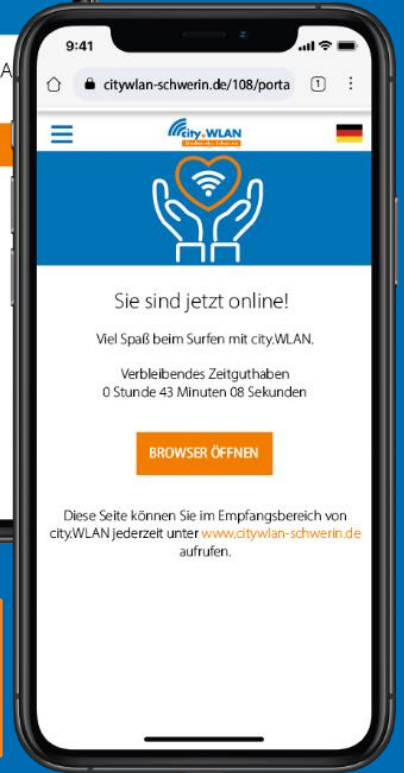 A
9:41
citywlan-schwerin.de/108/porta
1
city.WLAN
Sie sind jetzt online!
Viel Spaß beim Surfen mit city.WLAN.
Verbleibendes Zeitguthaben
0 Stunde 43 Minuten 08 Sekunden
BROWSER ÖFFNEN
Diese Seite können Sie im Empfangsbereich von
city.WLAN jederzeit unter www.citywlan-schwerin.de
aufrufen.